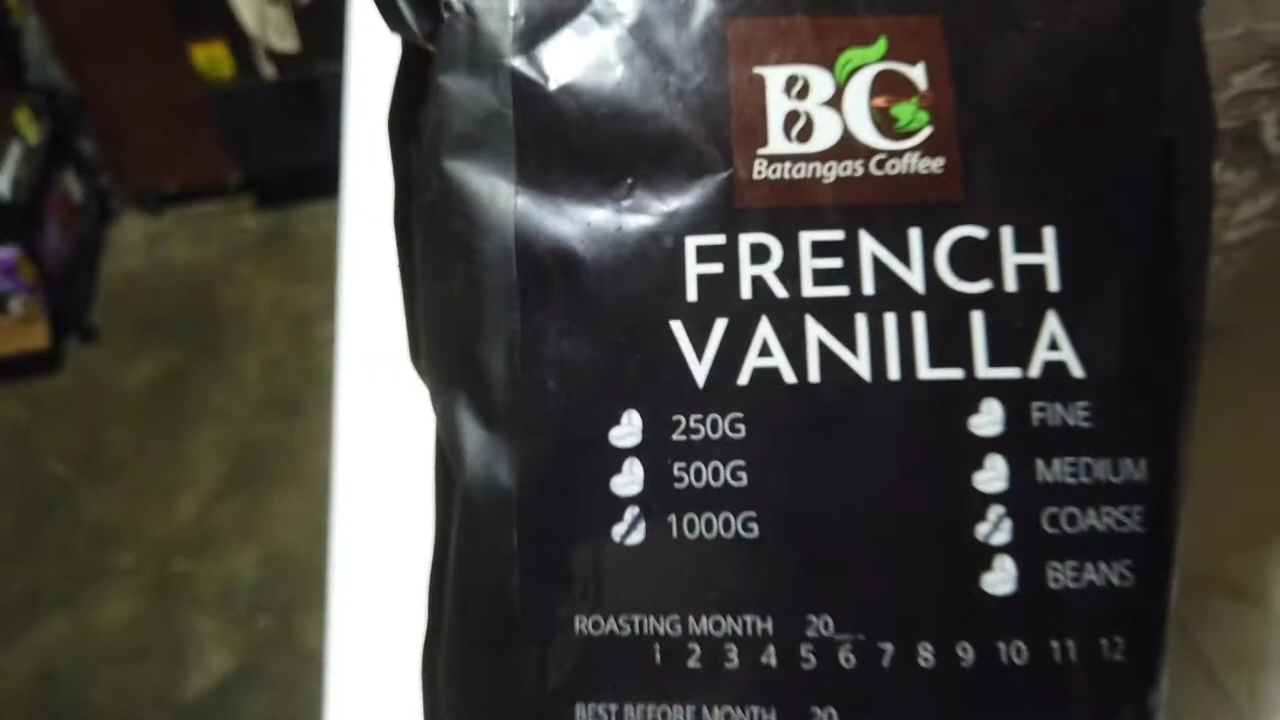 BC
Batangas Coffee
FRENCH
VANILLA
250G
FINE
500G
MEDIUM
1000G
COARSE
BEANS
ROASTING MONTH 20__
1 2 3 4 5 6 7 8 9 10 11 12
BEST BEFORE MONTH 20